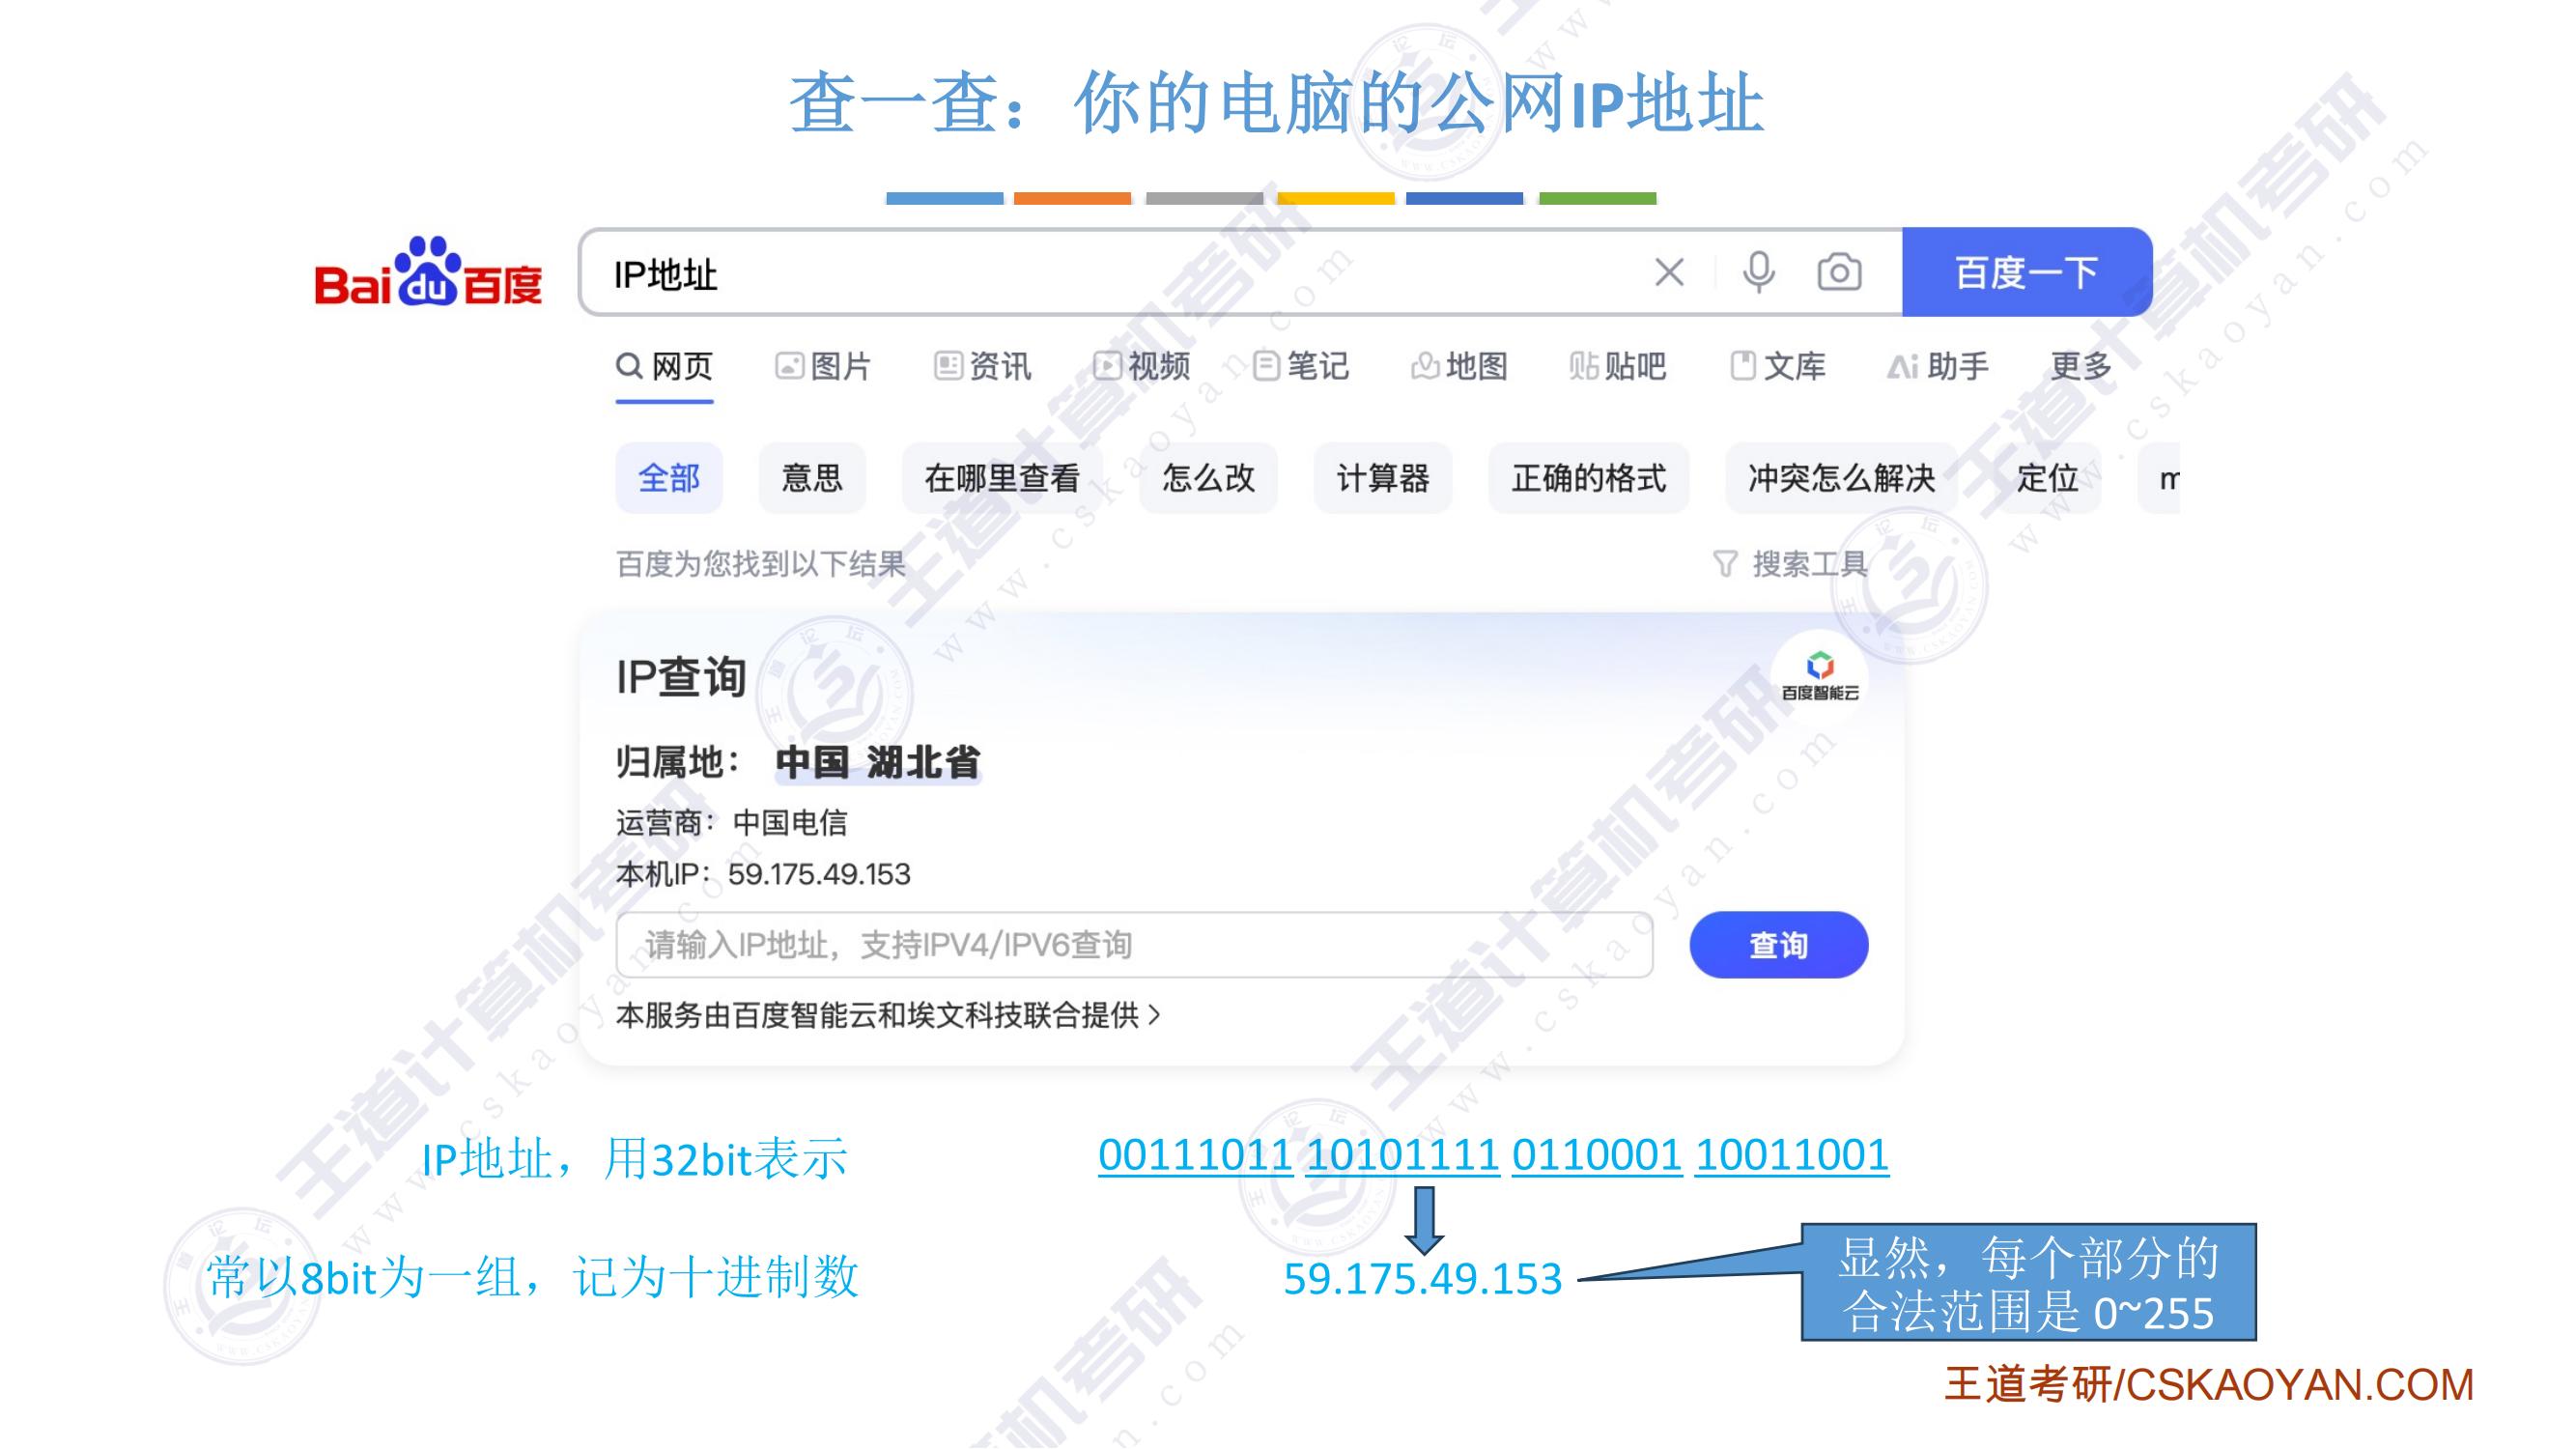 查一查：你的电脑的公网IP地址
Bai du 百度
IP地址
百度一下
网页 图片 资讯 视频 笔记 地图 贴吧 文库 Ai 助手 更多
全部 意思 在哪里查看 怎么改 计算器 正确的格式 冲突怎么解决 定位
百度为您找到以下结果 搜索工具
IP查询
百度智能云
归属地： 中国 湖北省
运营商：中国电信
本机IP：59.175.49.153
请输入IP地址，支持IPV4/IPV6查询
查询
本服务由百度智能云和埃文科技联合提供 >
IP地址，用32bit表示
00111011 10101111 0110001 10011001
常以8bit为一组，记为十进制数
59.175.49.153
显然，每个部分的
合法范围是 0~255
王道考研/CSKAOYAN.COM
王道计算机考研
www.cskaoyan.com